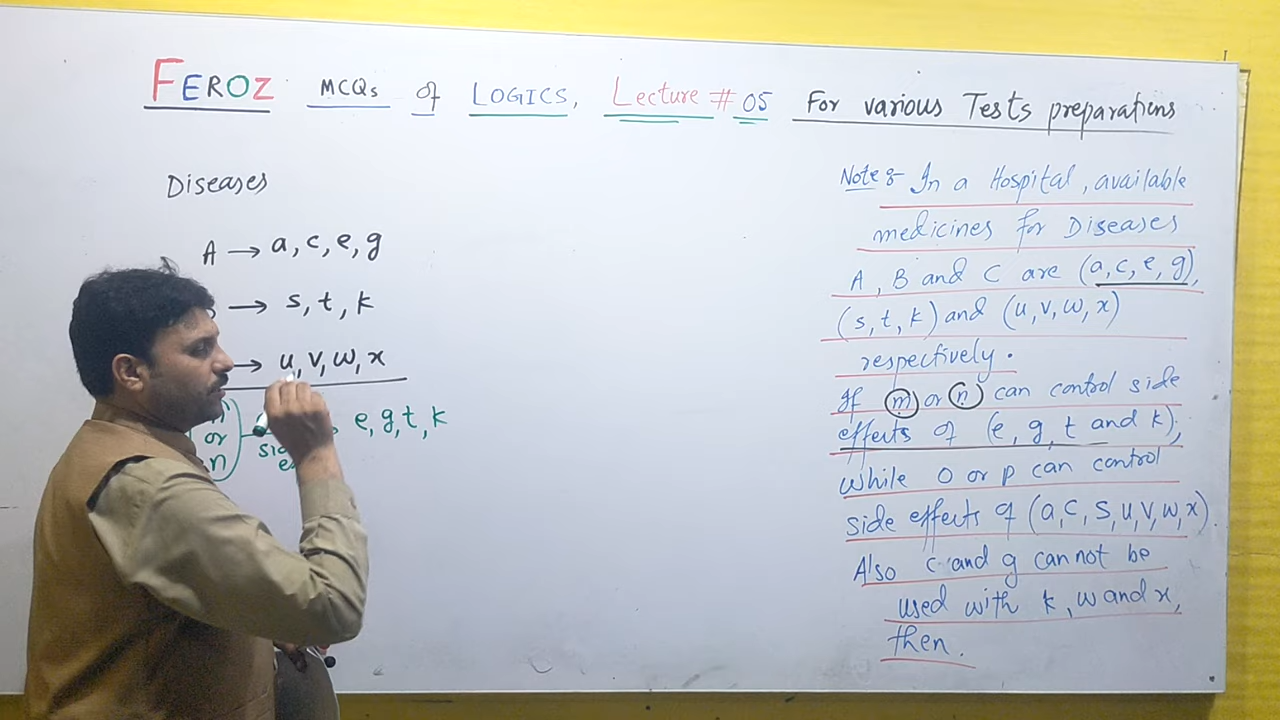 FEROZ MCQs of LOGICS, Lecture # 05 For various Tests preparations
Diseases
A → a, c, e, g
→ s, t, k
→ u, v, w, x
or
n
e, g, t, k
Note :- In a Hospital, available
medicines for Diseases
A, B and C are (a, c, e, g),
(s, t, k) and (u, v, w, x)
respectively.
If m or n can control side
effects of (e, g, t and k);
while o or p can control
side effects of (a, c, s, u, v, w, x).
Also c and g cannot be
used with k, w and x,
then.